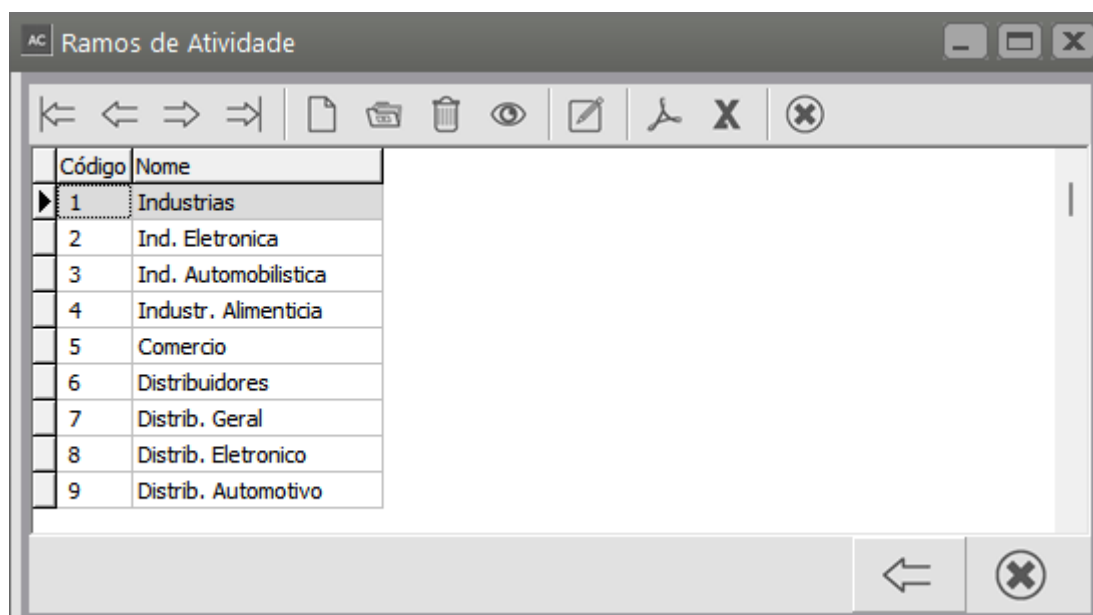 AC Ramos de Atividade
Código Nome
1 Industrias
2 Ind. Eletronica
3 Ind. Automobilistica
4 Industr. Alimenticia
5 Comercio
6 Distribuidores
7 Distrib. Geral
8 Distrib. Eletronico
9 Distrib. Automotivo